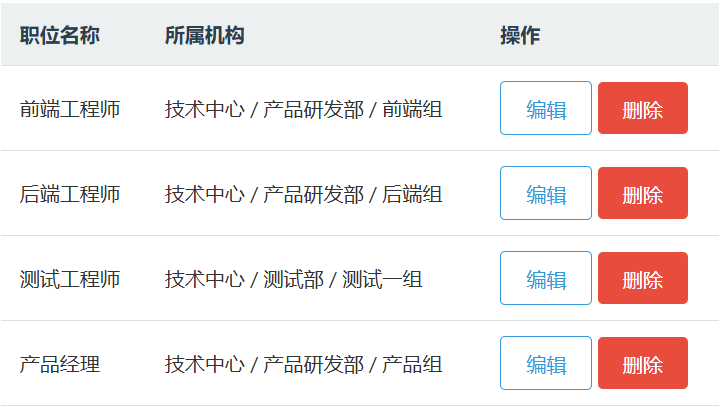 职位名称 所属机构 操作
前端工程师 技术中心 / 产品研发部 / 前端组 编辑 删除
后端工程师 技术中心 / 产品研发部 / 后端组 编辑 删除
测试工程师 技术中心 / 测试部 / 测试一组 编辑 删除
产品经理 技术中心 / 产品研发部 / 产品组 编辑 删除